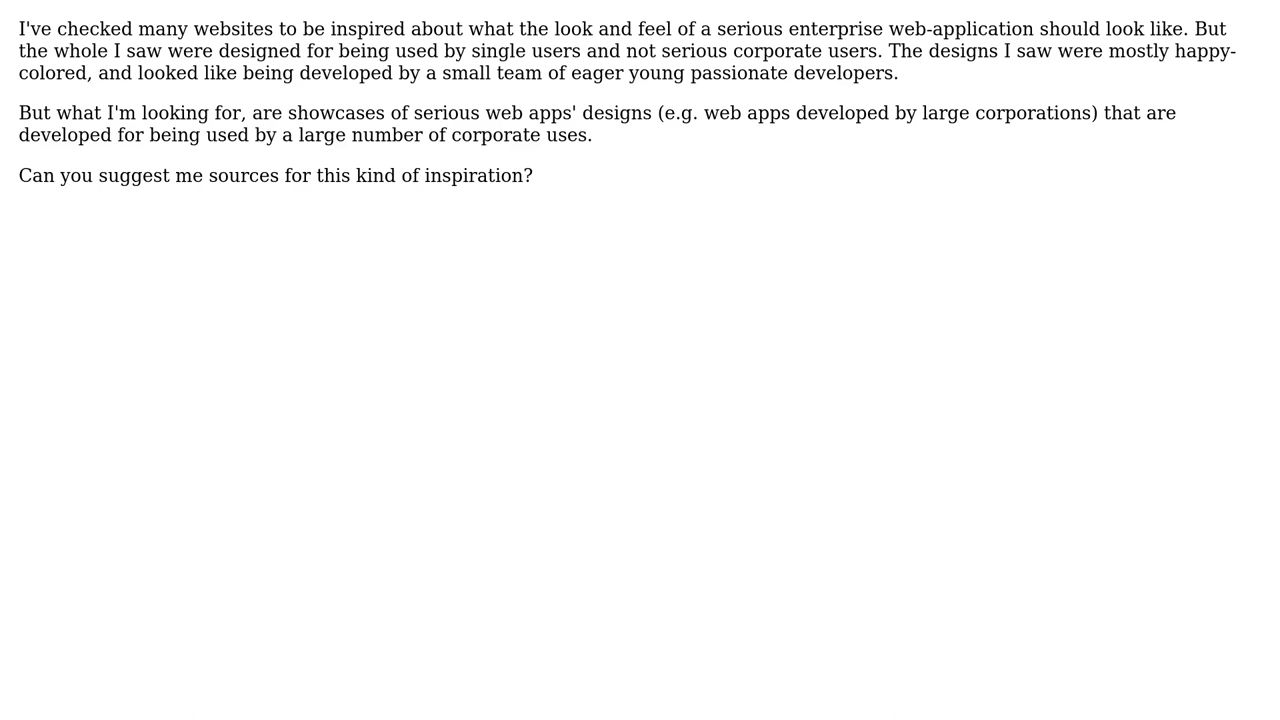 I've checked many websites to be inspired about what the look and feel of a serious enterprise web-application should look like. But
the whole I saw were designed for being used by single users and not serious corporate users. The designs I saw were mostly happy-
colored, and looked like being developed by a small team of eager young passionate developers.
But what I'm looking for, are showcases of serious web apps' designs (e.g. web apps developed by large corporations) that are
developed for being used by a large number of corporate uses.
Can you suggest me sources for this kind of inspiration?